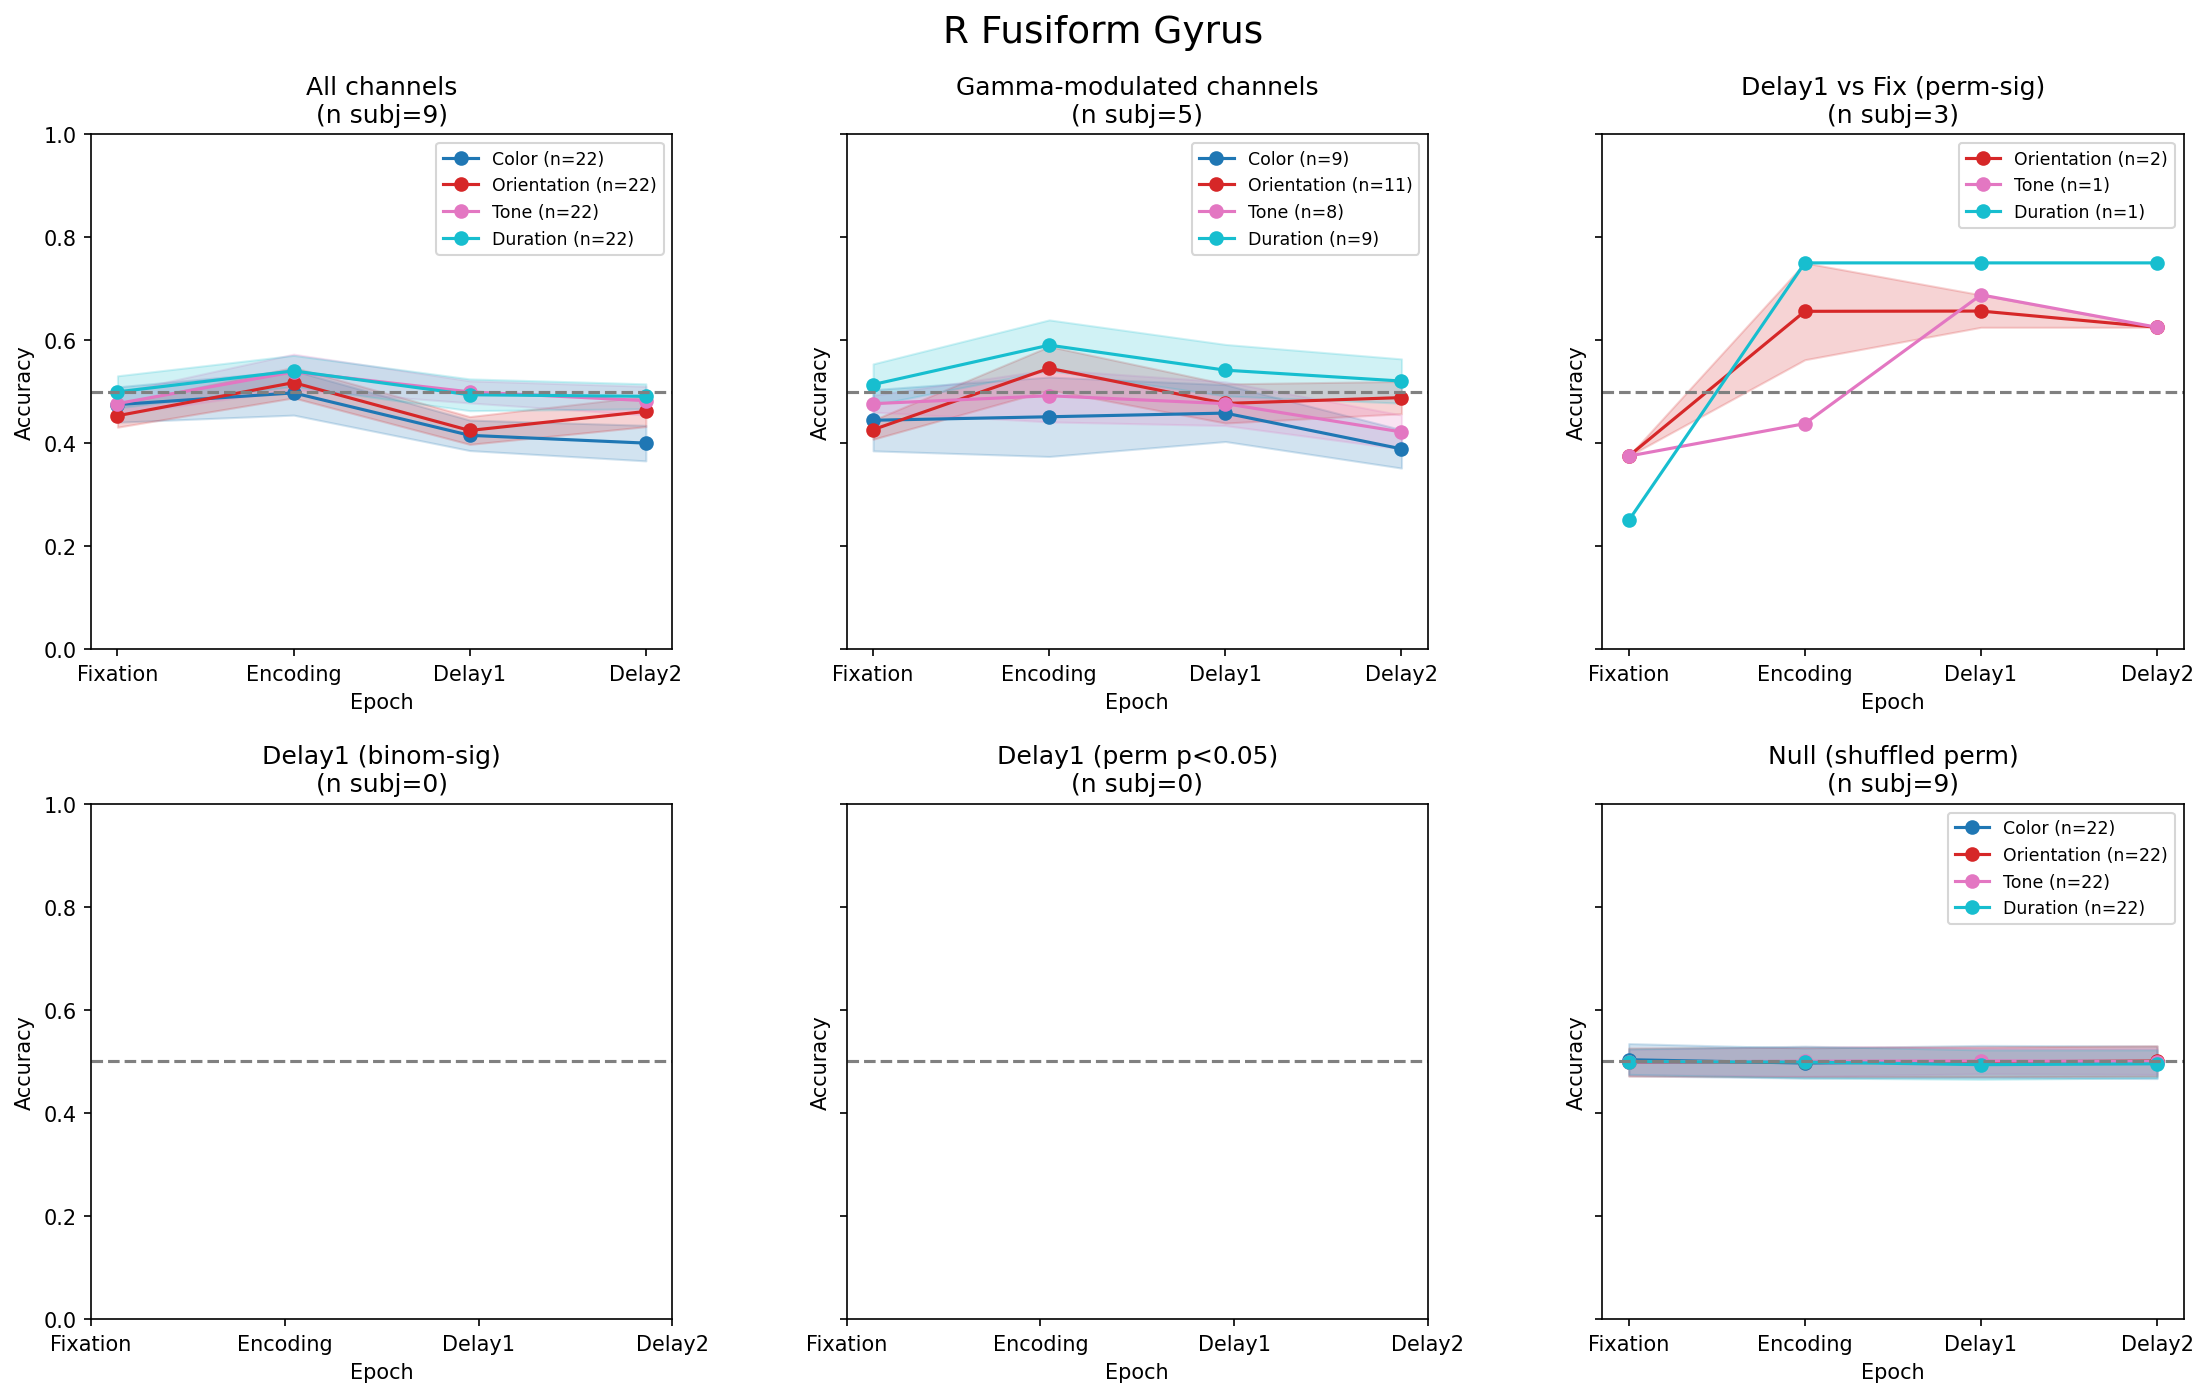 R Fusiform Gyrus
All channels
(n subj=9)
1.0
0.8
0.6
0.4
0.2
0.0
Accuracy
Color (n=22)
Orientation (n=22)
Tone (n=22)
Duration (n=22)
Fixation
Encoding
Delay1
Delay2
Epoch
Gamma-modulated channels
(n subj=5)
Accuracy
Color (n=9)
Orientation (n=11)
Tone (n=8)
Duration (n=9)
Fixation
Encoding
Delay1
Delay2
Epoch
Delay1 vs Fix (perm-sig)
(n subj=3)
Accuracy
Orientation (n=2)
Tone (n=1)
Duration (n=1)
Fixation
Encoding
Delay1
Delay2
Epoch
Delay1 (binom-sig)
(n subj=0)
1.0
0.8
0.6
0.4
0.2
0.0
Accuracy
Fixation
Encoding
Delay1
Delay2
Epoch
Delay1 (perm p<0.05)
(n subj=0)
Accuracy
Fixation
Encoding
Delay1
Delay2
Epoch
Null (shuffled perm)
(n subj=9)
Accuracy
Color (n=22)
Orientation (n=22)
Tone (n=22)
Duration (n=22)
Fixation
Encoding
Delay1
Delay2
Epoch